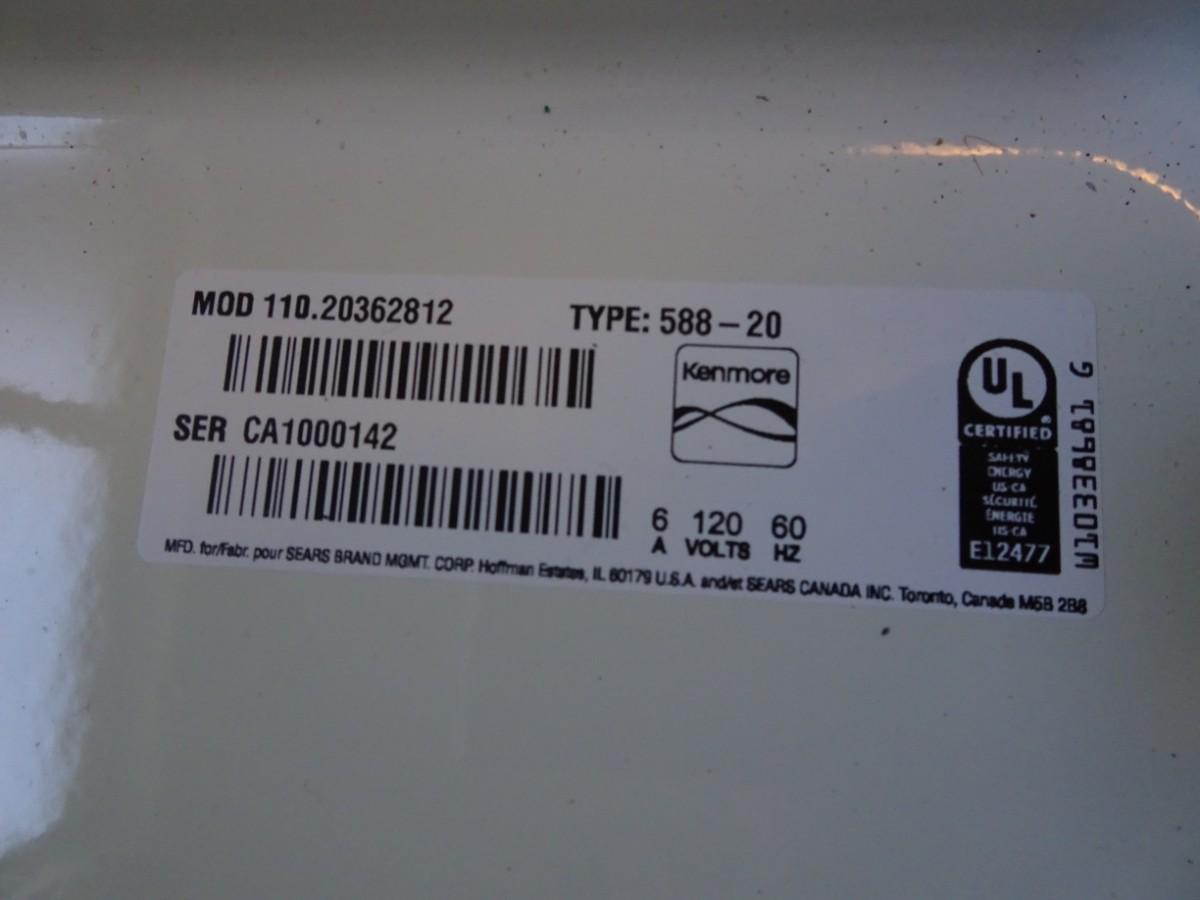 MOD 110.20362812
TYPE: 588-20
Kenmore
SER CA1000142
6 120 60
A VOLTS HZ
UL
CERTIFIED
SAFETY
ENERGY
US-CA
SÉCURITÉ
ÉNERGIE
US-CA
E12477
MFD. for/Fabr. pour SEARS BRAND MGMT. CORP. Hoffman Estates, IL 60179 U.S.A. and/et SEARS CANADA INC. Toronto, Canada M5B 2B8